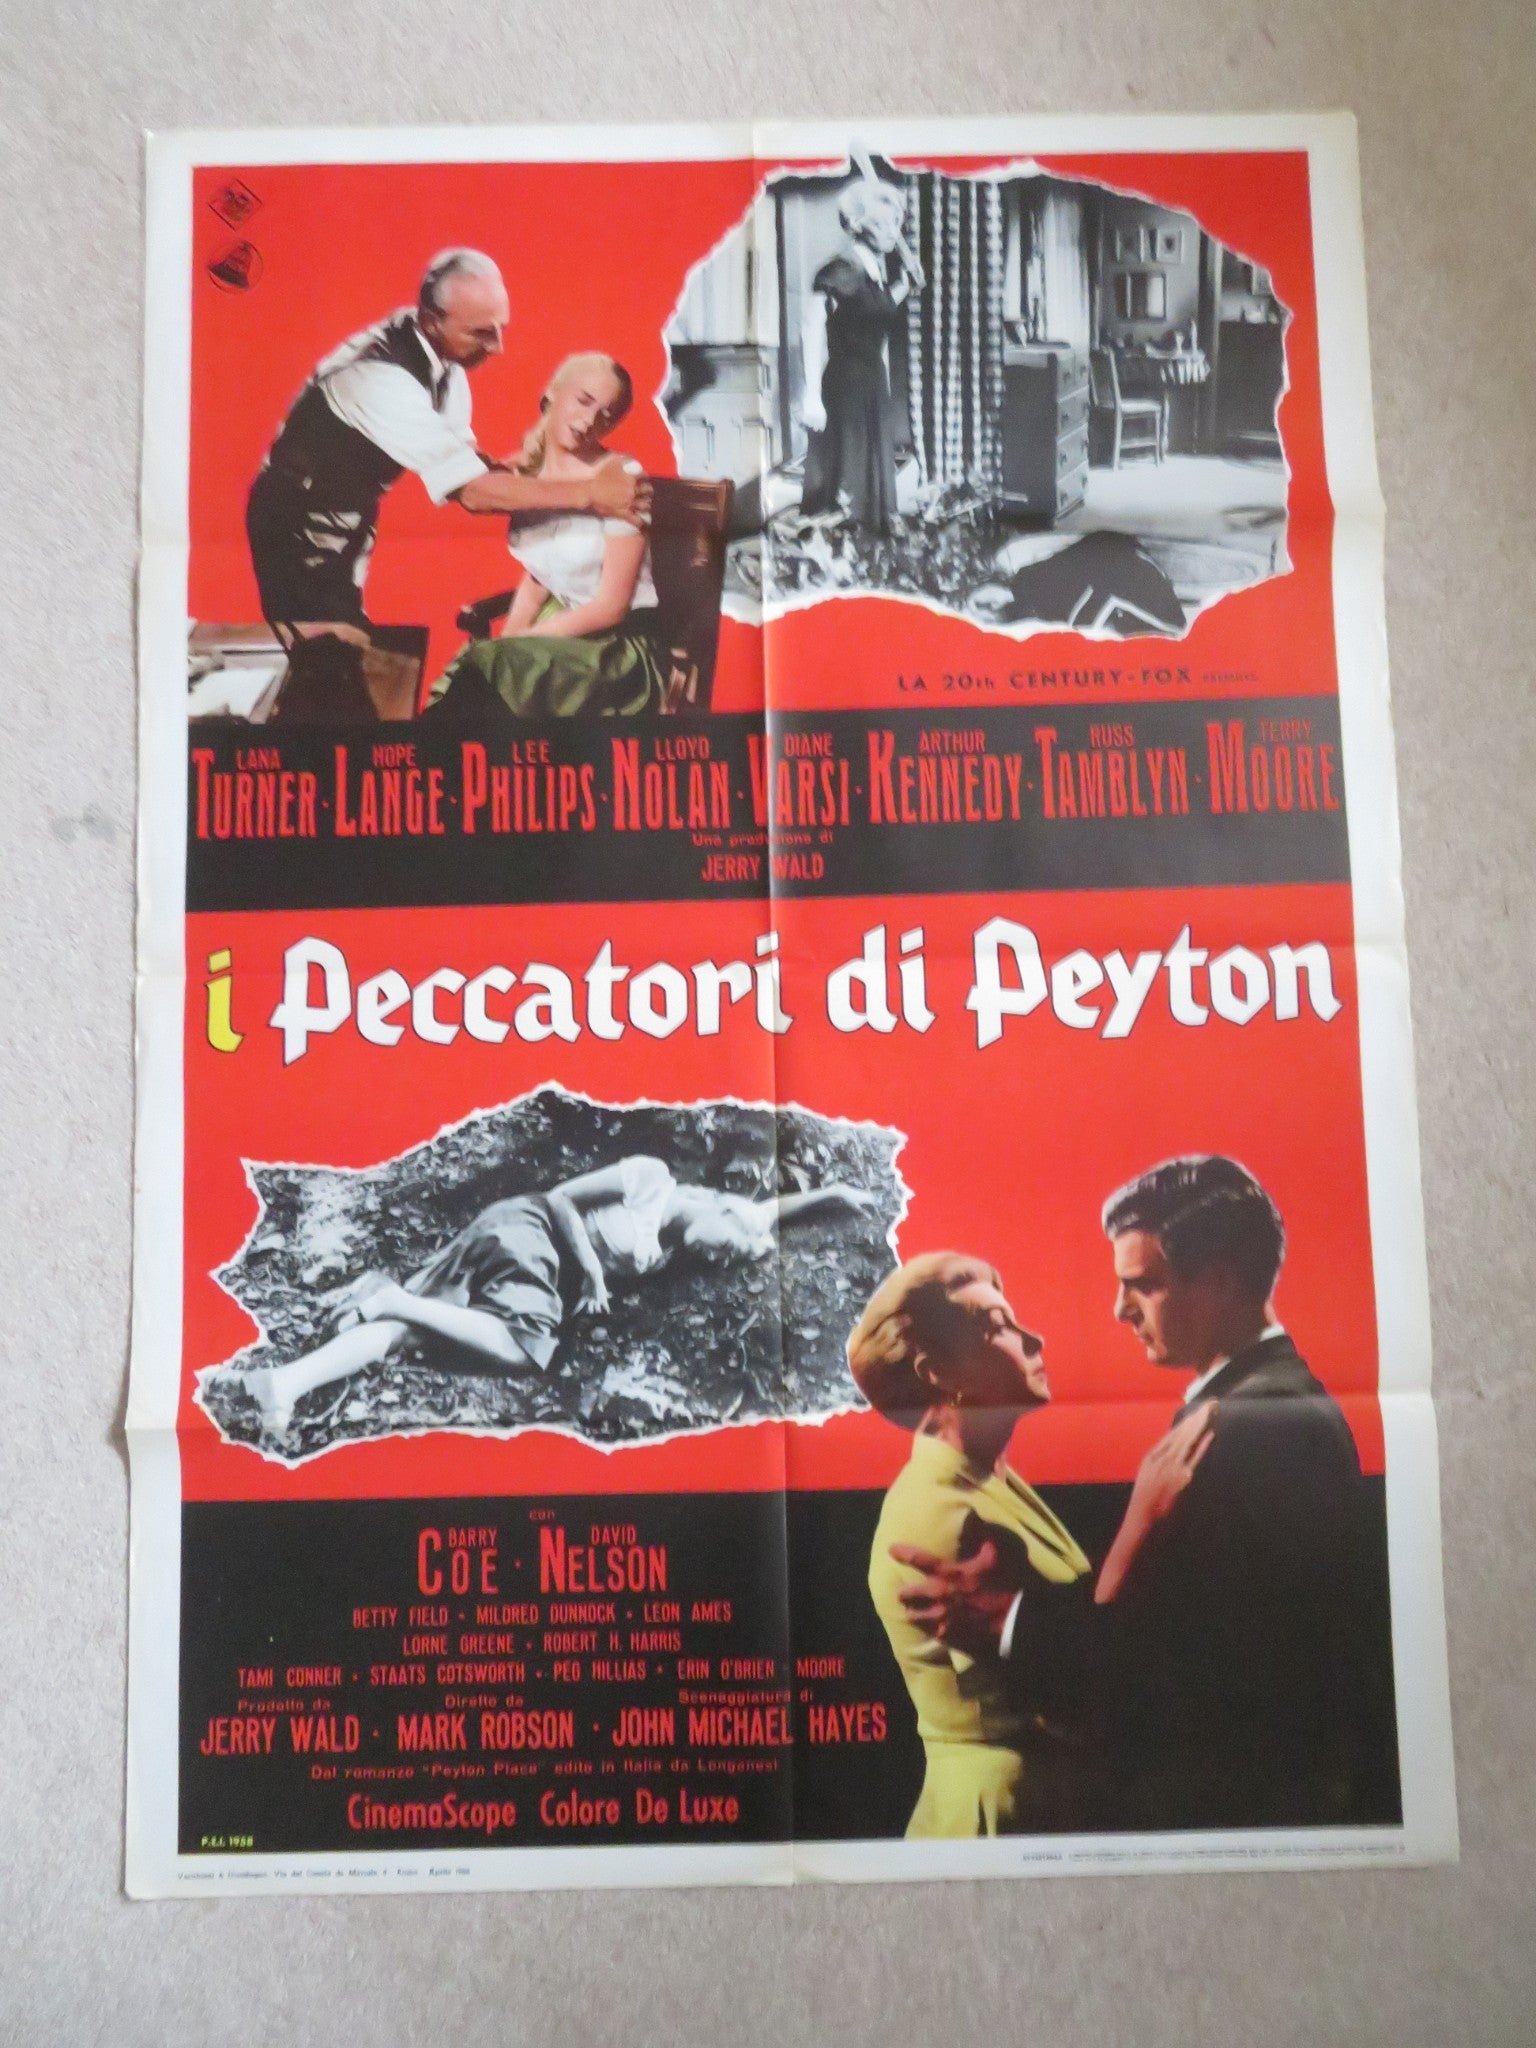 LA 20th CENTURY-FOX PRESENTA
LANA TURNER · HOPE LANGE · LEE PHILIPS · LLOYD NOLAN · DIANE VARSI · ARTHUR KENNEDY · RUSS TAMBLYN · TERRY MOORE
Una produzione di
JERRY WALD
i Peccatori di Peyton
con
BARRY COE · DAVID NELSON
BETTY FIELD • MILDRED DUNNOCK • LEON AMES
LORNE GREENE • ROBERT H. HARRIS
TAMI CONNER • STAATS COTSWORTH • PEG HILLIAS • ERIN O'BRIEN - MOORE
Prodotto da Diretto da Sceneggiatura di
JERRY WALD · MARK ROBSON · JOHN MICHAEL HAYES
Dal romanzo "Peyton Place" edito in Italia da Longanesi
CinemaScope Colore De Luxe
P.E.I. 1958